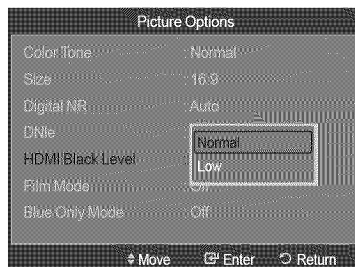 Picture Options
Color Tone : Normal
Size : 16:9
Digital NR : Auto
DNIe
HDMI Black Level : Normal
Low
Film Mode : Off
Blue Only Mode : Off
Move Enter Return